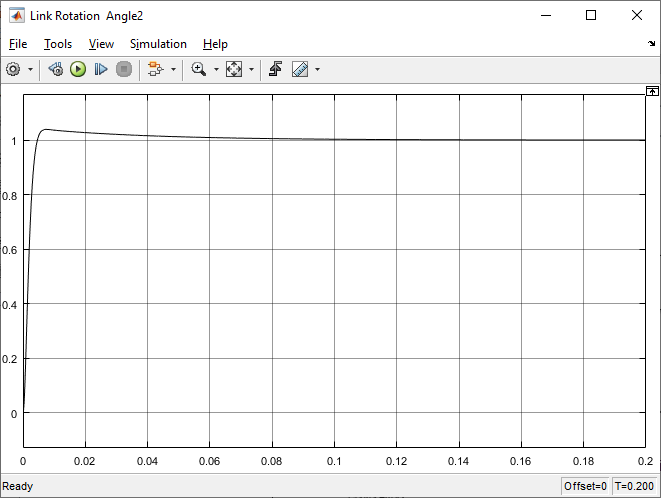 Link Rotation Angle2
File Tools View Simulation Help
1
0.8
0.6
0.4
0.2
0
0 0.02 0.04 0.06 0.08 0.1 0.12 0.14 0.16 0.18 0.2
Ready Offset=0 T=0.200